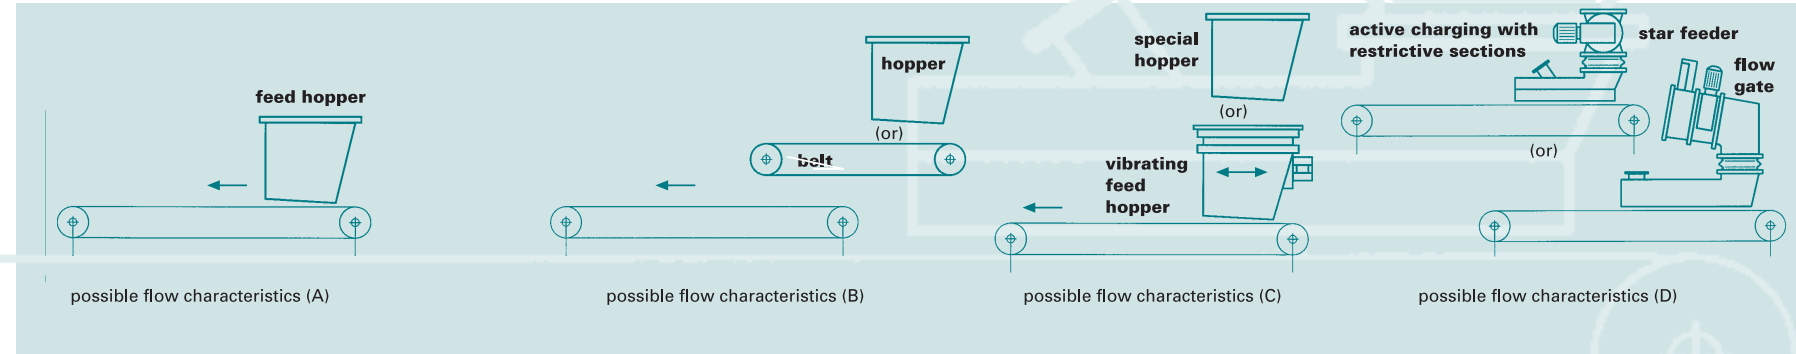 feed hopper
possible flow characteristics (A)
hopper
(or)
belt
possible flow characteristics (B)
special
hopper
(or)
vibrating
feed
hopper
possible flow characteristics (C)
active charging with
restrictive sections
star feeder
flow
gate
(or)
possible flow characteristics (D)